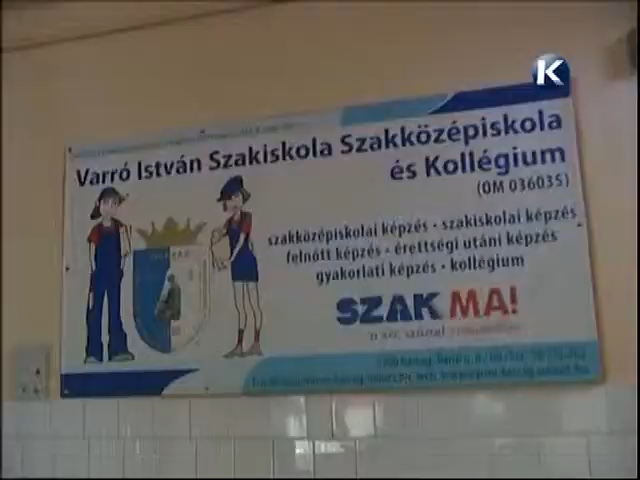 K
Varró István Szakiskola Szakközépiskola
és Kollégium
(OM 036035)
szakközépiskolai képzés - szakiskolai képzés
felnőtt képzés - érettségi utáni képzés
gyakorlati képzés - kollégium
SZAK MA!